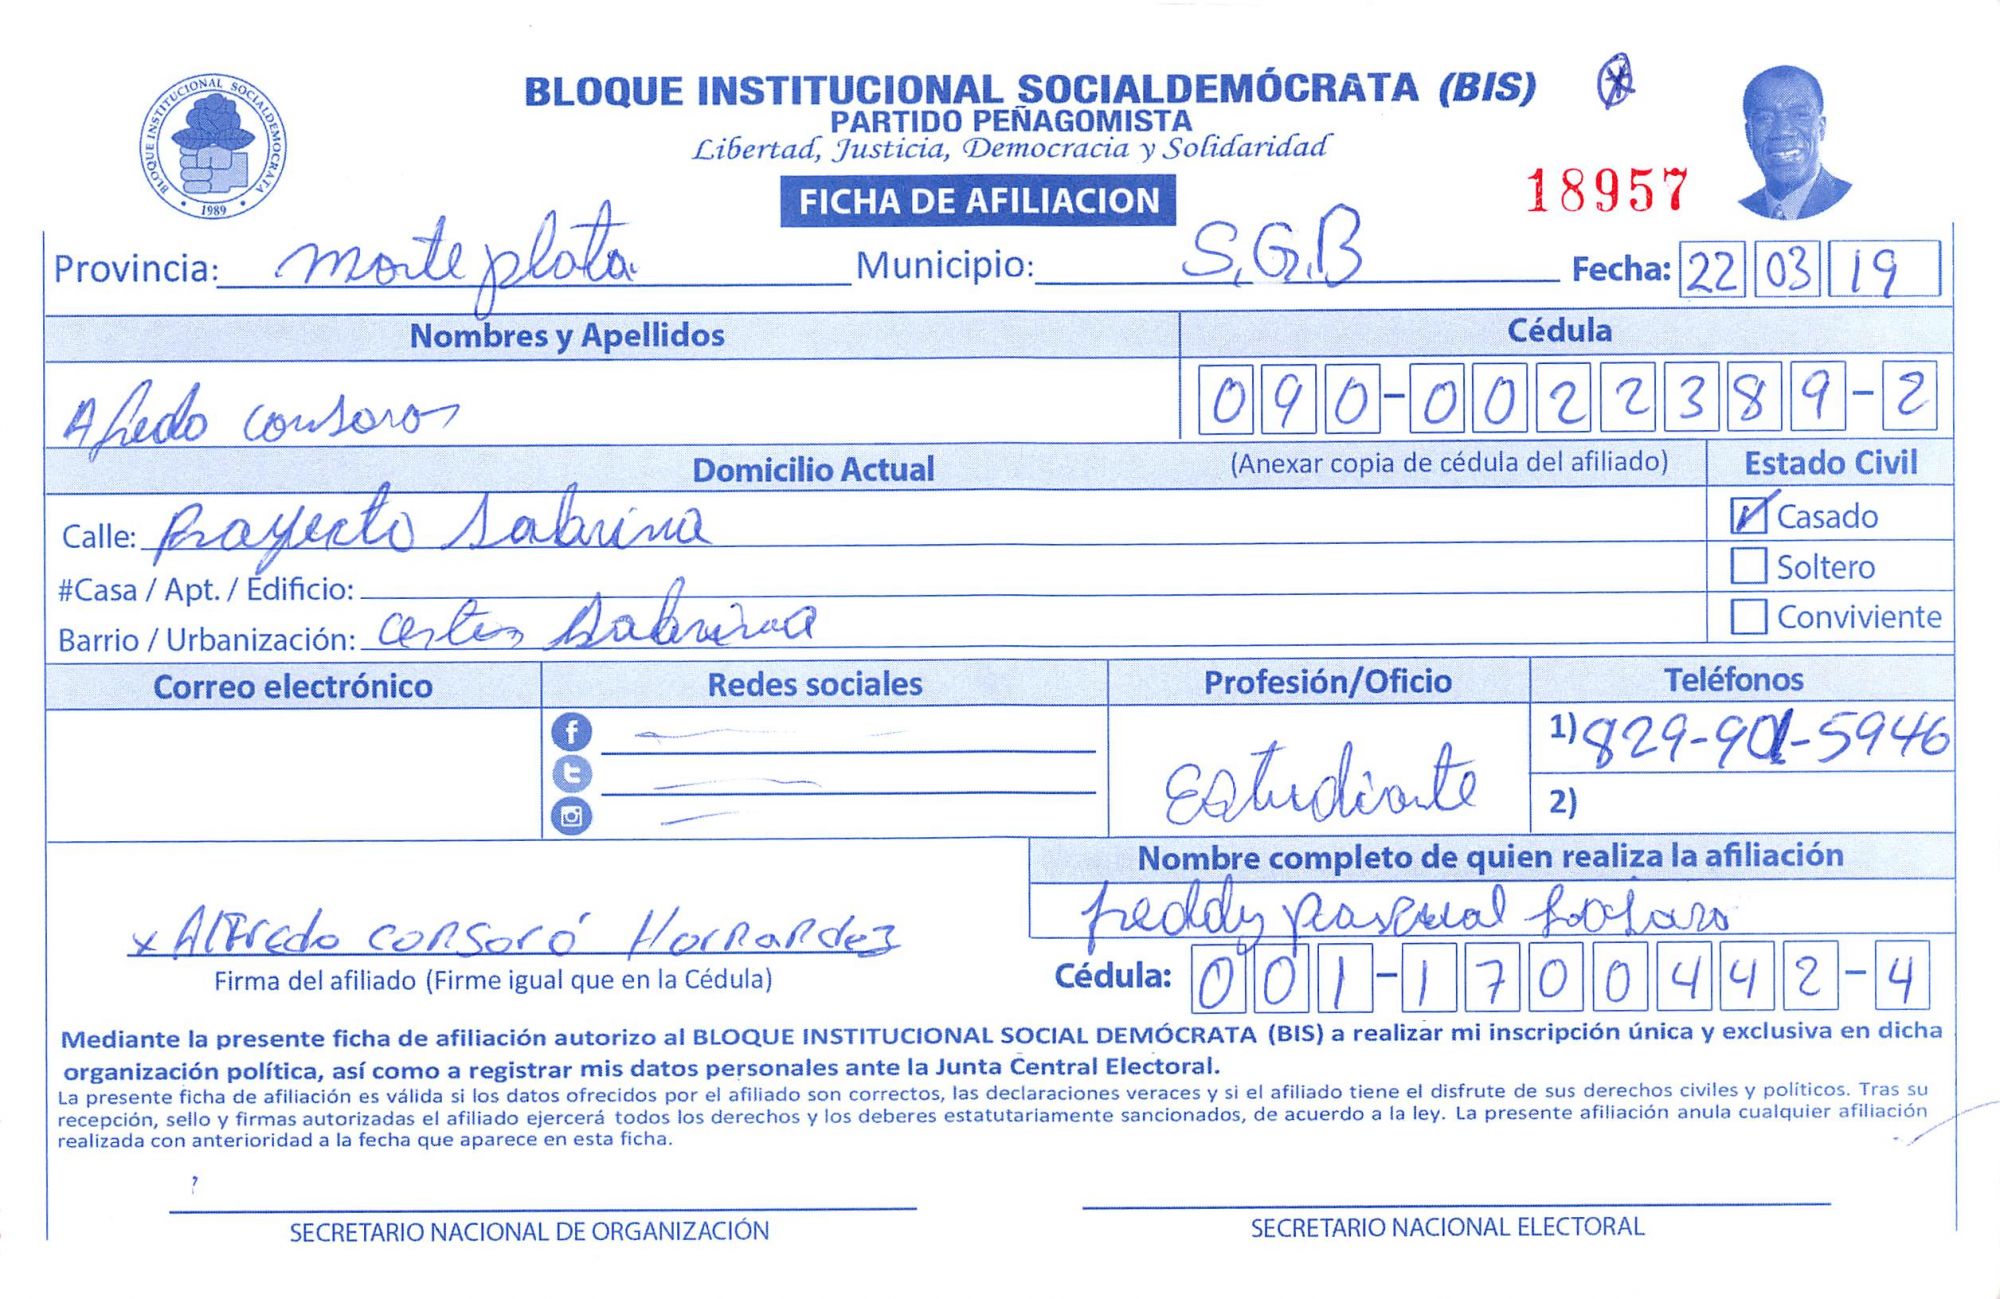 BLOQUE INSTITUCIONAL SOCIALDEMÓCRATA (BIS)
PARTIDO PEÑAGOMISTA
Libertad, Justicia, Democracia y Solidaridad
BLOQUE INSTITUCIONAL SOCIALDEMOCRATA
1989
FICHA DE AFILIACION
18957
Provincia: Monte plata Municipio: S.G.B Fecha: 22 03 19
Nombres y Apellidos Cédula
Afredo consoro 090-0022389-2
Domicilio Actual (Anexar copia de cédula del afiliado) Estado Civil
Calle: Proyecto Sabrina Casado
#Casa / Apt. / Edificio: Soltero
Barrio / Urbanización: Sabrina Conviviente
Correo electrónico Redes sociales Profesión/Oficio Teléfonos
Estudiante 1) 829-901-5946
2)
Nombre completo de quien realiza la afiliación
freddy pascual
x Alfredo consoró Hernandez
Firma del afiliado (Firme igual que en la Cédula) Cédula: 001-1700442-4
Mediante la presente ficha de afiliación autorizo al BLOQUE INSTITUCIONAL SOCIAL DEMÓCRATA (BIS) a realizar mi inscripción única y exclusiva en dicha
organización política, así como a registrar mis datos personales ante la Junta Central Electoral.
La presente ficha de afiliación es válida si los datos ofrecidos por el afiliado son correctos, las declaraciones veraces y si el afiliado tiene el disfrute de sus derechos civiles y políticos. Tras su
recepción, sello y firmas autorizadas el afiliado ejercerá todos los derechos y los deberes estatutariamente sancionados, de acuerdo a la ley. La presente afiliación anula cualquier afiliación
realizada con anterioridad a la fecha que aparece en esta ficha.
SECRETARIO NACIONAL DE ORGANIZACIÓN SECRETARIO NACIONAL ELECTORAL